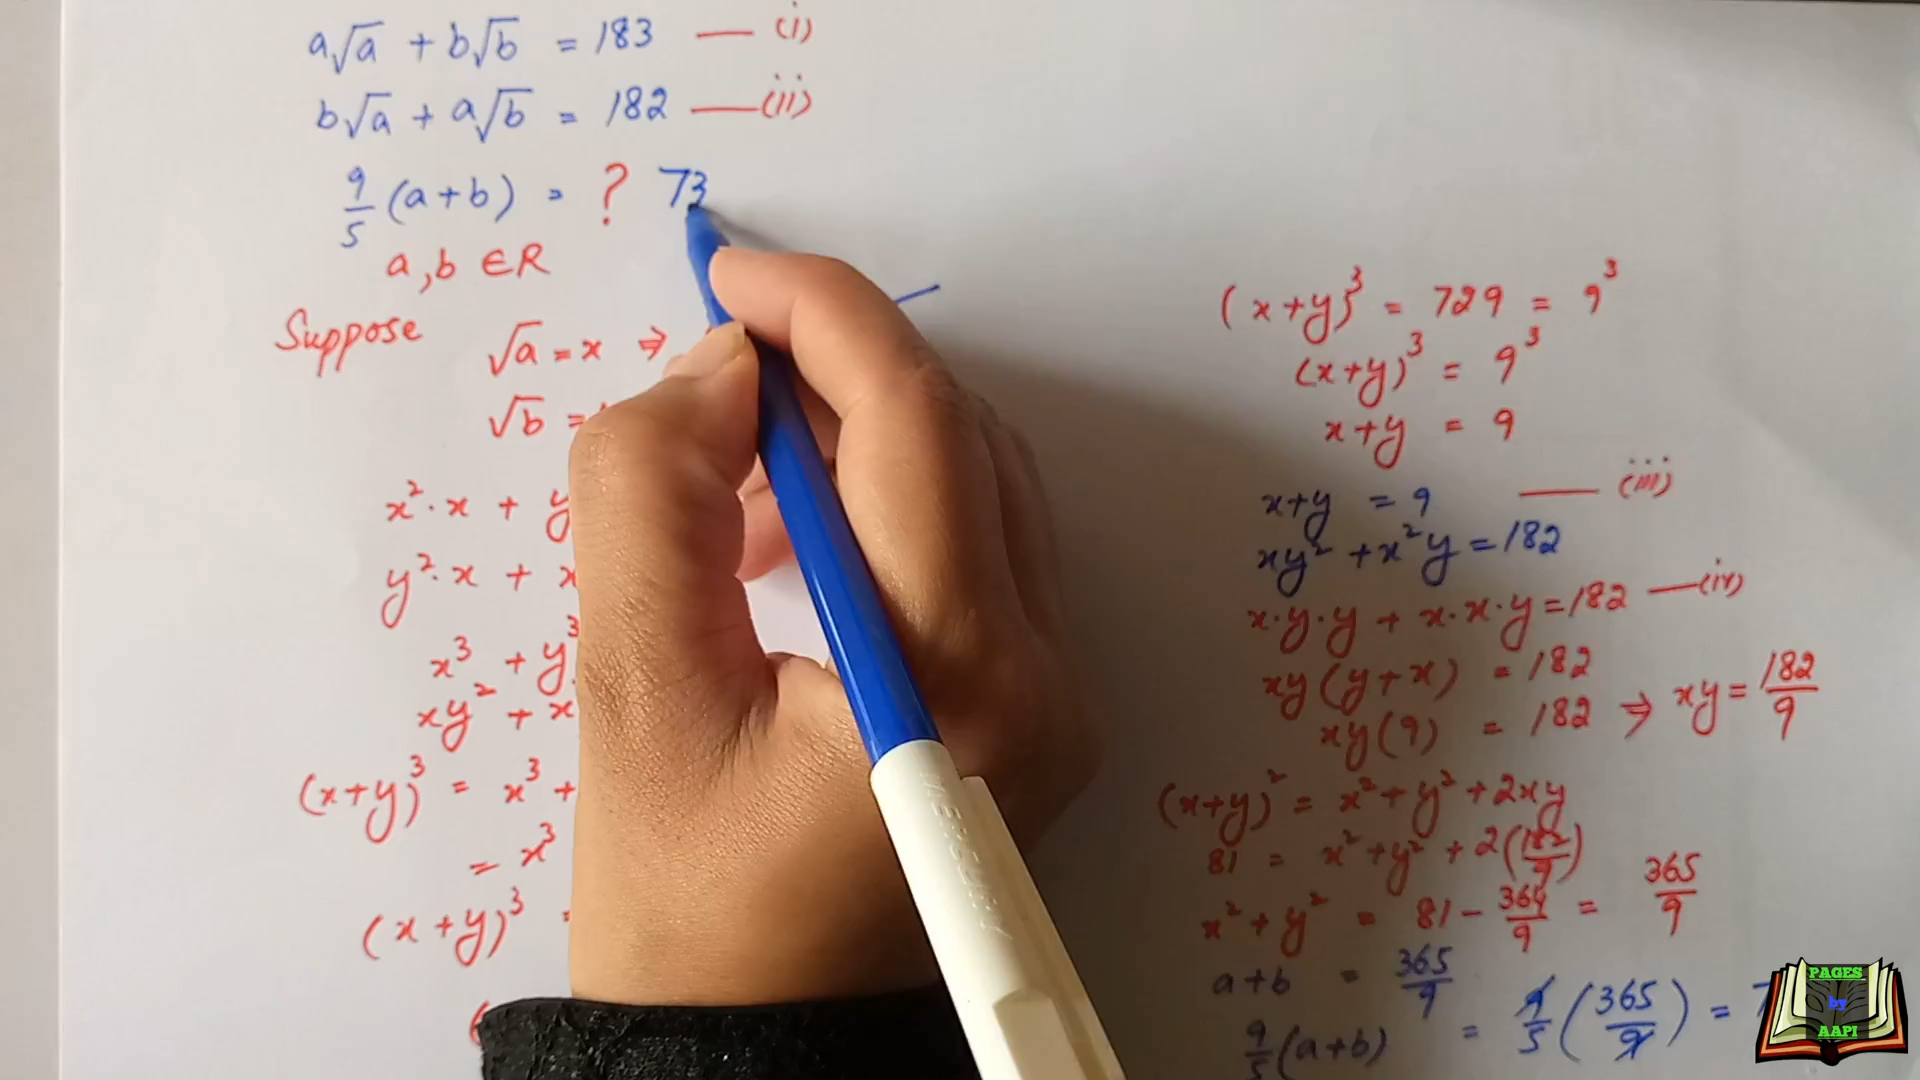 a√a + b√b = 183 — (i)
b√a + a√b = 182 — (ii)
9/5 (a+b) = ? 73
a, b ∈ R
Suppose
√a = x ⇒
√b =
x²·x + y
y²·x + x
x³ + y³
xy² + x
(x+y)³ = x³ +
= x³
(x+y)³ =
(x+y)³ = 729 = 9³
(x+y)³ = 9³
x+y = 9
x+y = 9 — (iii)
xy² + x²y = 182
x·y·y + x·x·y = 182 — (iv)
xy(y+x) = 182
xy(9) = 182 ⇒ xy = 182/9
(x+y)² = x² + y² + 2xy
81 = x² + y² + 2(182/9)
x² + y² = 81 - 364/9 = 365/9
a+b = 365/9
9/5 (a+b) = 9/5 (365/9) = 7
PAGES
by
AAPI